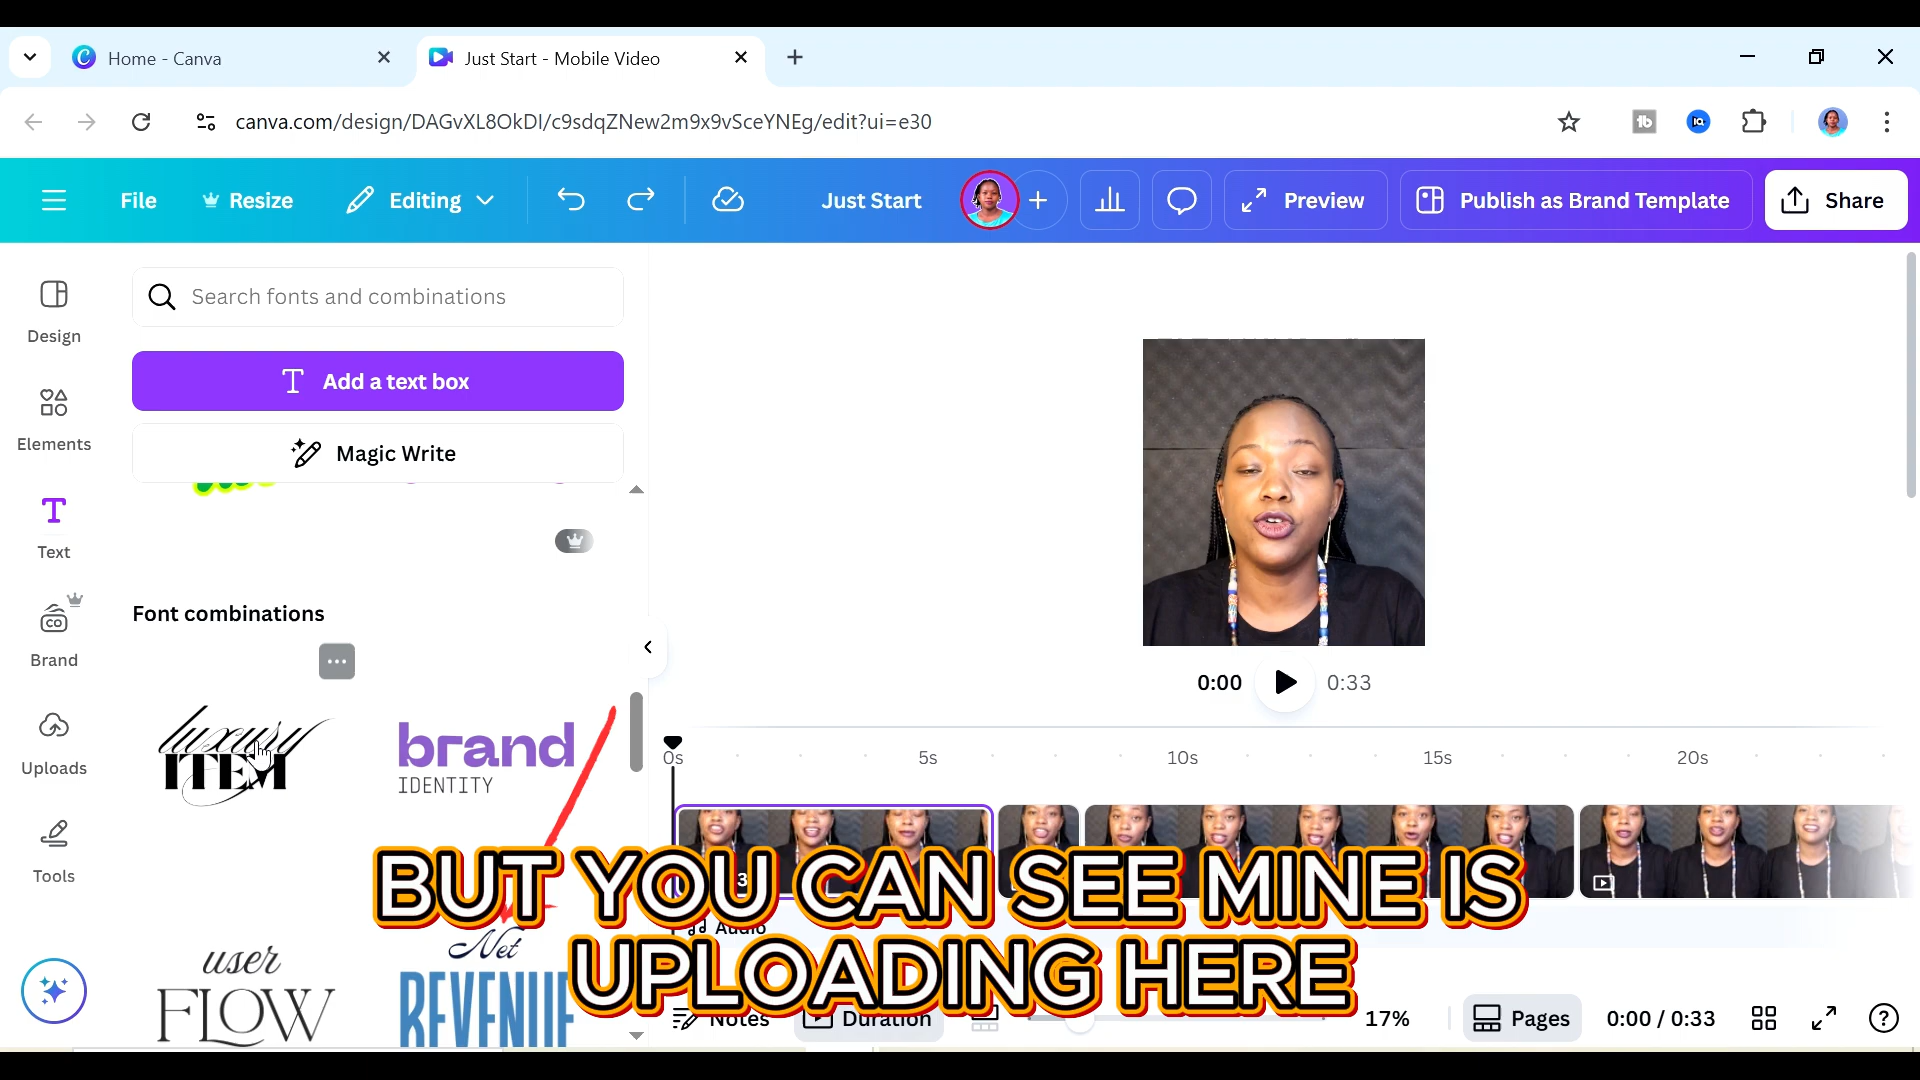 Home - Canva
Just Start - Mobile Video
canva.com/design/DAGvXL8OkDI/c9sdqZNew2m9x9vSceYNEg/edit?ui=e30
File
Resize
Editing
Just Start
Preview
Publish as Brand Template
Share
Design
Elements
Text
Brand
Uploads
Tools
Search fonts and combinations
Add a text box
Magic Write
Font combinations
luxury
ITEM
brand
IDENTITY
user
FLOW
Net
REVENUE
0:00
0:33
0s
5s
10s
15s
20s
Audio
BUT YOU CAN SEE MINE IS
UPLOADING HERE
Notes
Duration
17%
Pages
0:00 / 0:33